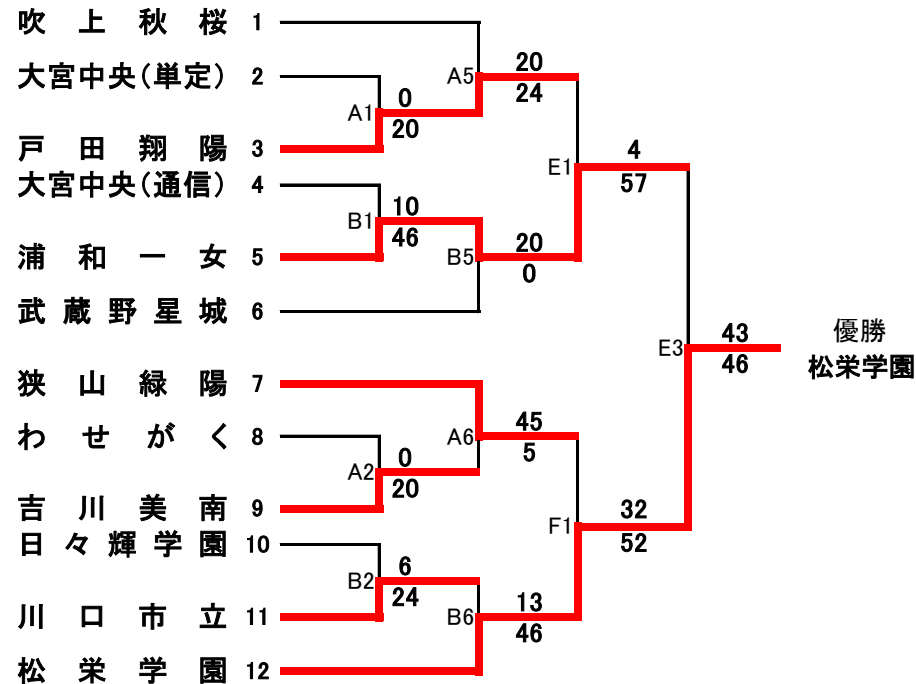 吹上秋桜 1
大宮中央(単定) 2
戸田翔陽 3
大宮中央(通信) 4
浦和一女 5
武蔵野星城 6
狭山緑陽 7
わせがく 8
吉川美南 9
日々輝学園 10
川口市立 11
松栄学園 12
A1
0
20
B1
10
46
A2
0
20
B2
6
24
A5
20
24
B5
20
0
A6
45
5
B6
13
46
E1
4
57
F1
32
52
E3
43
46
優勝
松栄学園